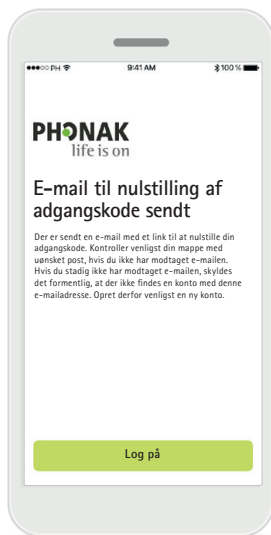 ●●●○○ PH 9:41 AM 100%
PHONAK
life is on
E-mail til nulstilling af
adgangskode sendt
Der er sendt en e-mail med et link til at nulstille din
adgangskode. Kontroller venligst din mappe med
uønsket post, hvis du ikke har modtaget e-mailen.
Hvis du stadig ikke har modtaget e-mailen, skyldes
det formentlig, at der ikke findes en konto med denne
e-mailadresse. Opret derfor venligst en ny konto.
Log på